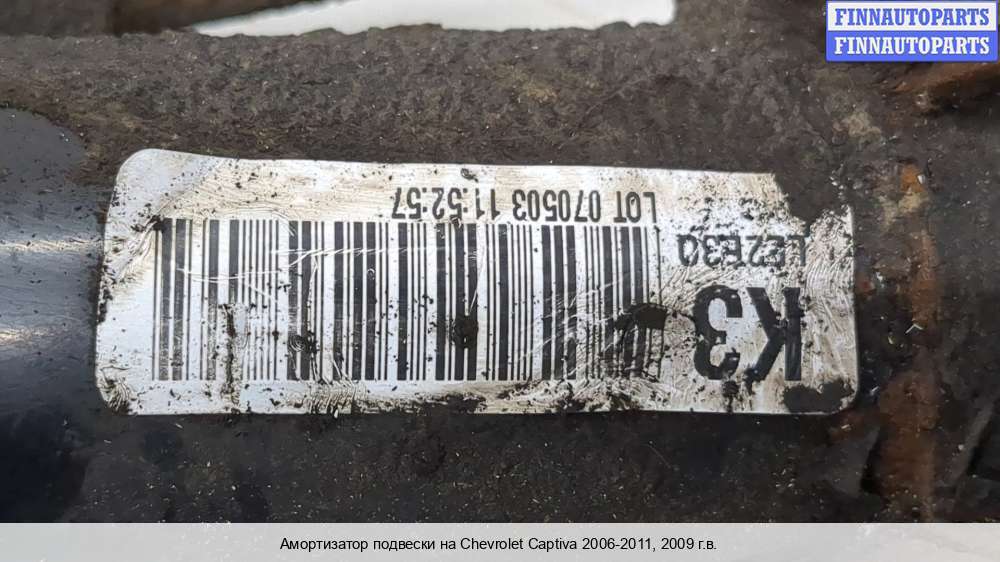 FINNAUTOPARTS
FINNAUTOPARTS
K3
LOT 070503 11:52:57
Амортизатор подвески на Chevrolet Captiva 2006-2011, 2009 г.в.